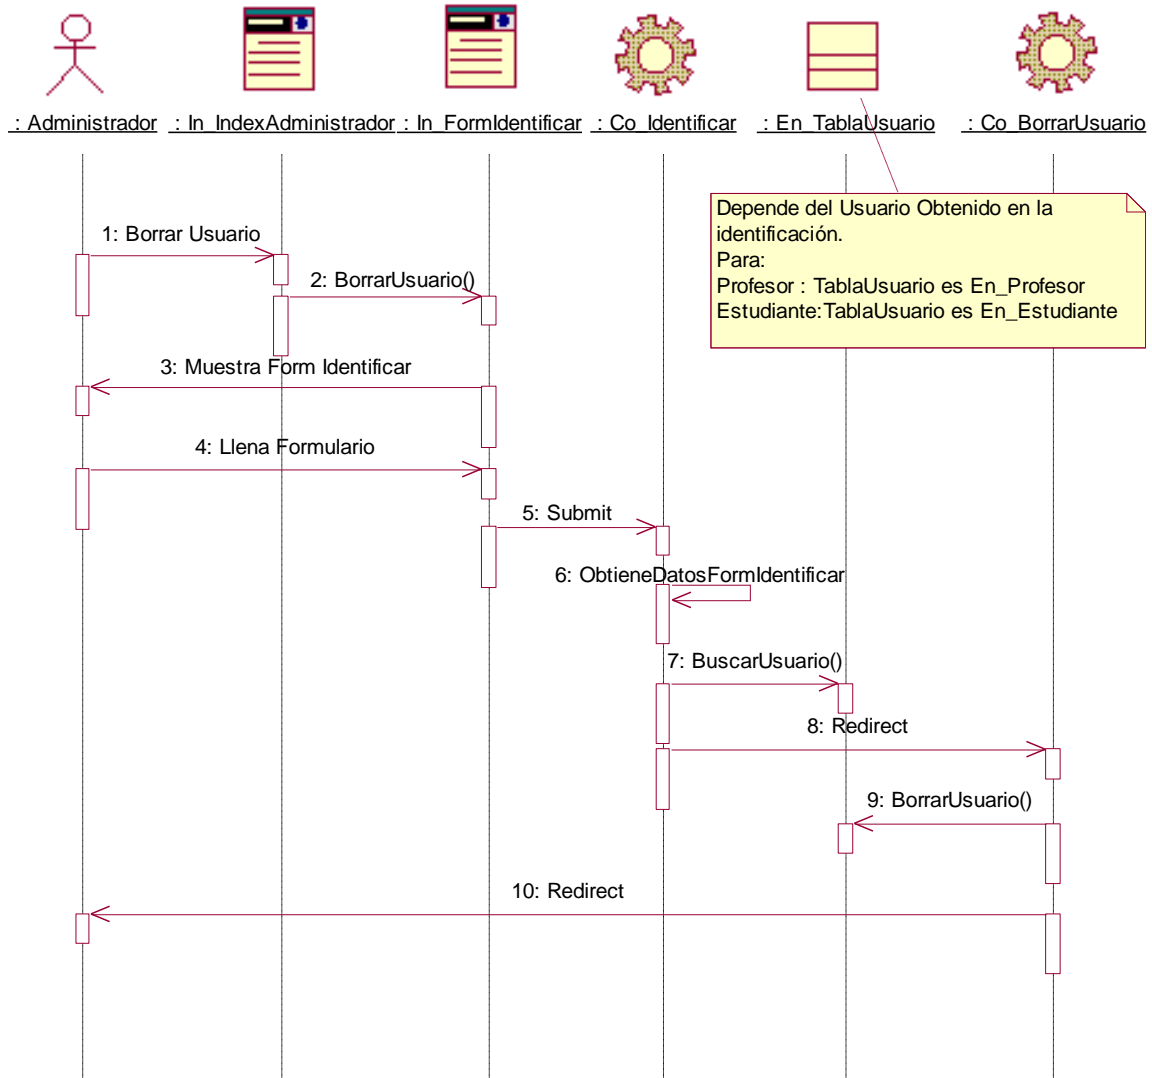 : Administrador
: In_IndexAdministrador
: In_FormIdentificar
: Co_Identificar
: En_TablaUsuario
: Co_BorrarUsuario
Depende del Usuario Obtenido en la
identificación.
Para:
Profesor : TablaUsuario es En_Profesor
Estudiante:TablaUsuario es En_Estudiante
1: Borrar Usuario
2: BorrarUsuario()
3: Muestra Form Identificar
4: Llena Formulario
5: Submit
6: ObtieneDatosFormIdentificar
7: BuscarUsuario()
8: Redirect
9: BorrarUsuario()
10: Redirect